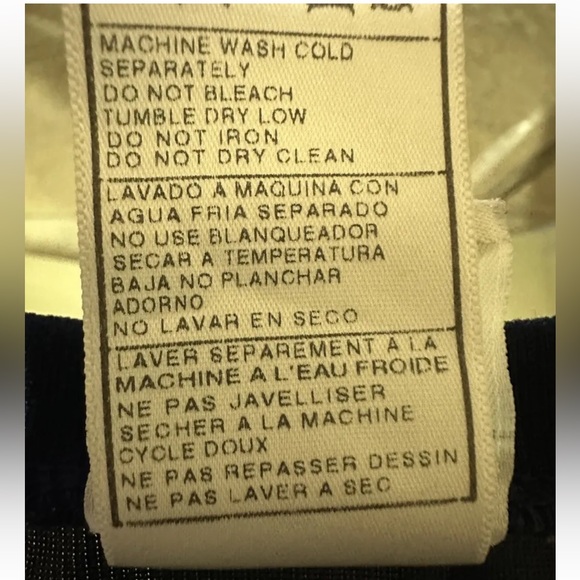 MACHINE WASH COLD
SEPARATELY
DO NOT BLEACH
TUMBLE DRY LOW
DO NOT IRON
DO NOT DRY CLEAN
LAVADO A MAQUINA CON
AGUA FRIA SEPARADO
NO USE BLANQUEADOR
SECAR A TEMPERATURA
BAJA NO PLANCHAR
ADORNO
NO LAVAR EN SECO
LAVER SEPAREMENT A LA
MACHINE A L'EAU FROIDE
NE PAS JAVELLISER
SECHER A LA MACHINE
CYCLE DOUX
NE PAS REPASSER DESSIN
NE PAS LAVER A SEC